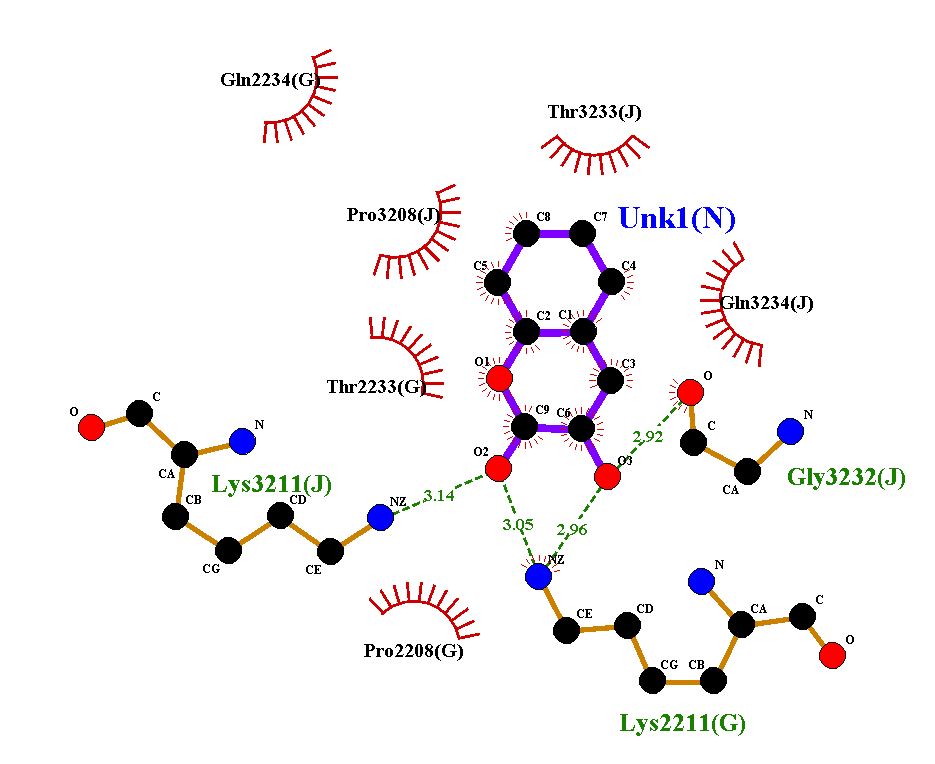 Gln2234(G)
Thr3233(J)
Pro3208(J)
Unk1(N)
C8
C7
C5
C4
C2
C1
Gln3234(J)
Thr2233(G)
O1
C3
C9
C6
O
O2
O3
2.92
C
N
CA
Gly3232(J)
O
C
N
CA
Lys3211(J)
CB
CD
NZ
3.14
CG
CE
3.05
2.96
NZ
N
CE
CD
CA
C
O
Pro2208(G)
CG
CB
Lys2211(G)